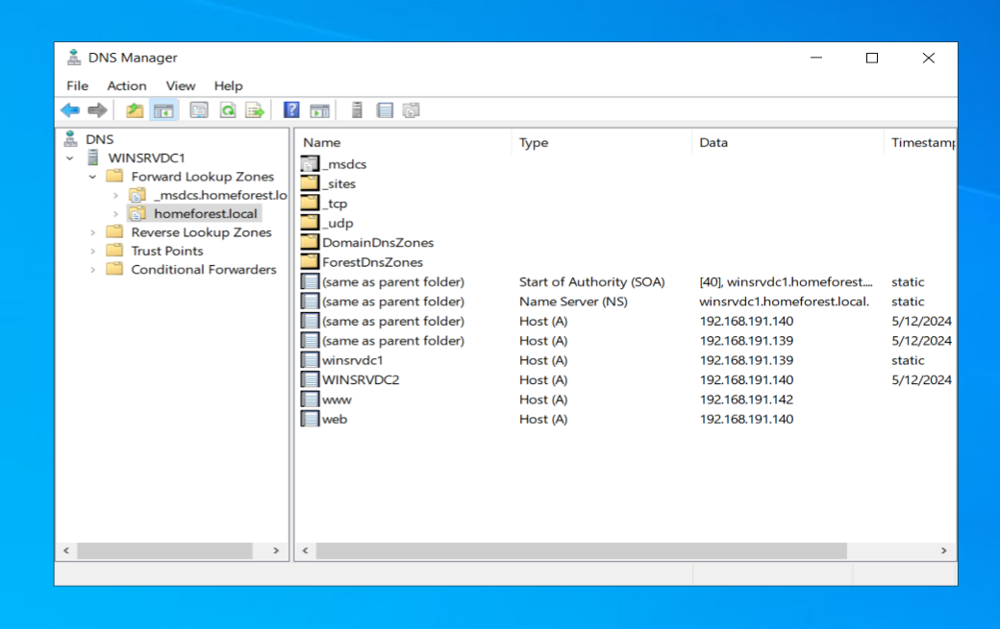 DNS Manager
File Action View Help
DNS
WINSRVDC1
Forward Lookup Zones
_msdcs.homeforest.lo
homeforest.local
Reverse Lookup Zones
Trust Points
Conditional Forwarders
Name Type Data Timestamp
_msdcs
_sites
_tcp
_udp
DomainDnsZones
ForestDnsZones
(same as parent folder) Start of Authority (SOA) [40], winsrvdc1.homeforest.... static
(same as parent folder) Name Server (NS) winsrvdc1.homeforest.local. static
(same as parent folder) Host (A) 192.168.191.140 5/12/2024
(same as parent folder) Host (A) 192.168.191.139 5/12/2024
winsrvdc1 Host (A) 192.168.191.139 static
WINSRVDC2 Host (A) 192.168.191.140 5/12/2024
www Host (A) 192.168.191.142
web Host (A) 192.168.191.140